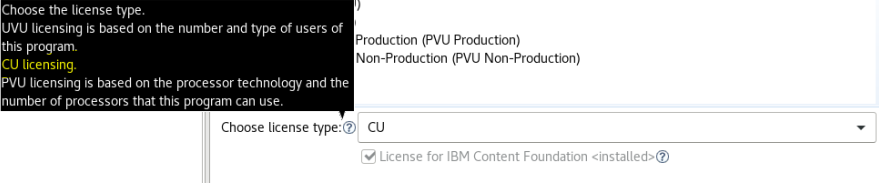 Choose the license type.
UVU licensing is based on the number and type of users of
this program.
CU licensing.
PVU licensing is based on the processor technology and the
number of processors that this program can use.
Production (PVU Production)
Non-Production (PVU Non-Production)
Choose license type:
CU
License for IBM Content Foundation <installed>